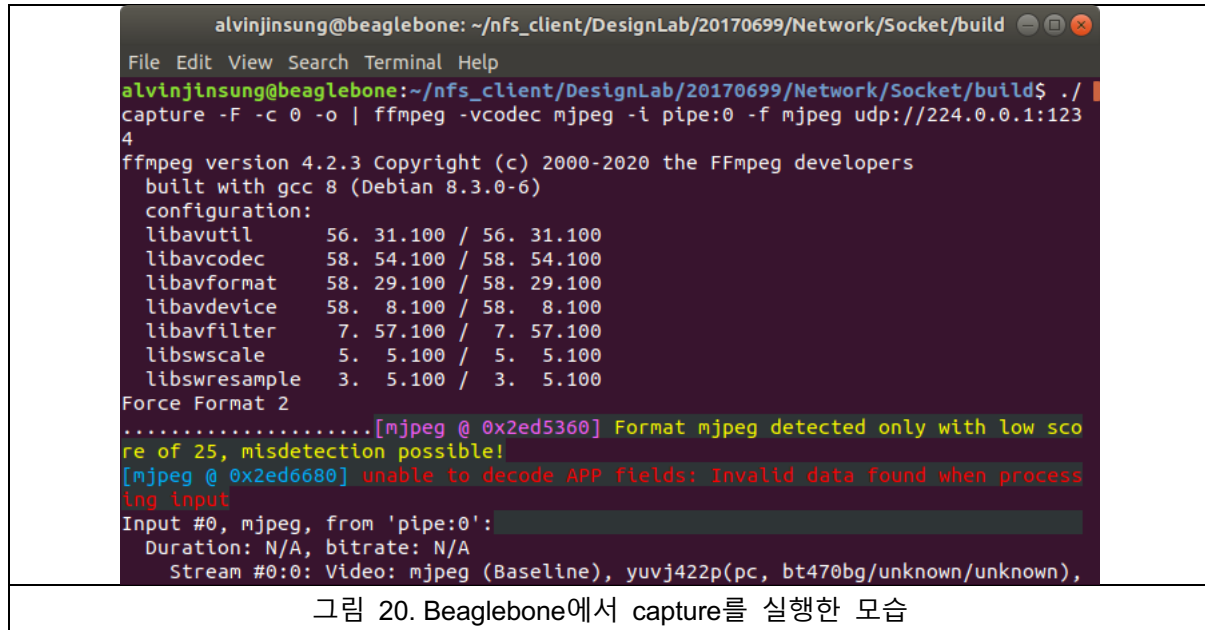 alvinjinsung@beaglebone: ~/nfs_client/DesignLab/20170699/Network/Socket/build
File Edit View Search Terminal Help
alvinjinsung@beaglebone:~/nfs_client/DesignLab/20170699/Network/Socket/build$ ./
capture -F -c 0 -o | ffmpeg -vcodec mjpeg -i pipe:0 -f mjpeg udp://224.0.0.1:123
4
ffmpeg version 4.2.3 Copyright (c) 2000-2020 the FFmpeg developers
  built with gcc 8 (Debian 8.3.0-6)
  configuration:
  libavutil      56. 31.100 / 56. 31.100
  libavcodec     58. 54.100 / 58. 54.100
  libavformat    58. 29.100 / 58. 29.100
  libavdevice    58.  8.100 / 58.  8.100
  libavfilter     7. 57.100 /  7. 57.100
  libswscale      5.  5.100 /  5.  5.100
  libswresample   3.  5.100 /  3.  5.100
Force Format 2
.....................[mjpeg @ 0x2ed5360] Format mjpeg detected only with low sco
re of 25, misdetection possible!
[mjpeg @ 0x2ed6680] unable to decode APP fields: Invalid data found when process
ing input
Input #0, mjpeg, from 'pipe:0':
  Duration: N/A, bitrate: N/A
    Stream #0:0: Video: mjpeg (Baseline), yuvj422p(pc, bt470bg/unknown/unknown),
그림 20. Beaglebone에서 capture를 실행한 모습